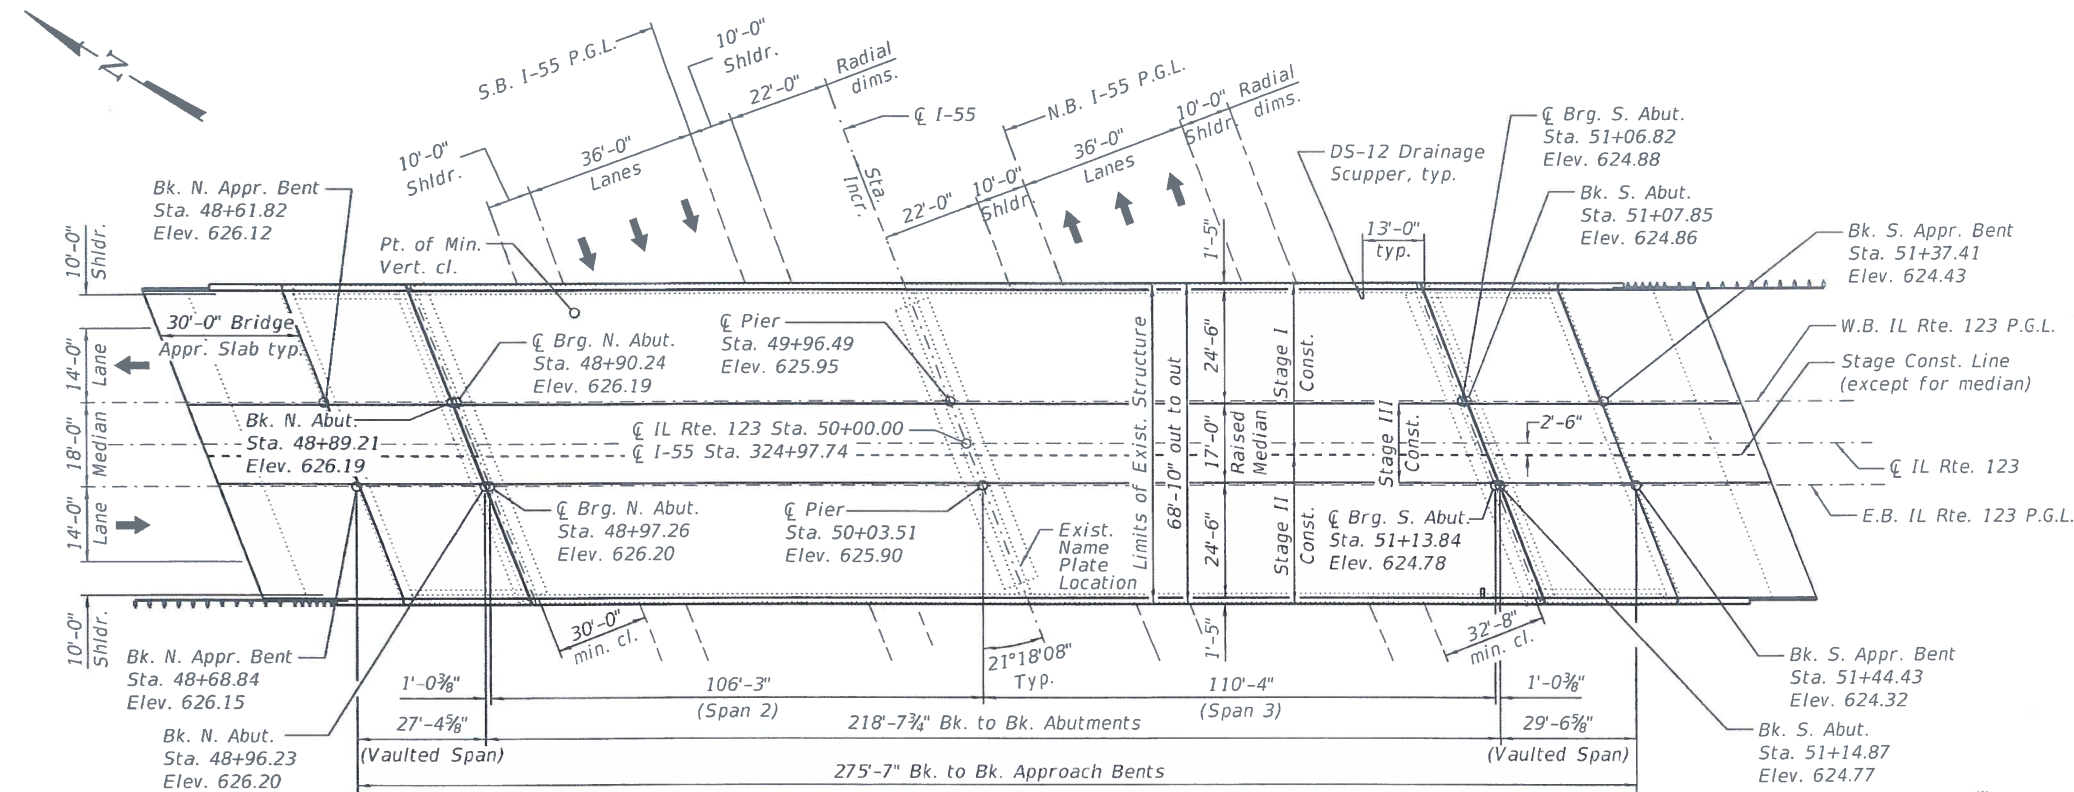 N
S.B. I-55 P.G.L.
10'-0"
Shldr.
22'-0"
Radial
dims.
10'-0"
Shldr.
36'-0"
Lanes
℄ I-55
Sta.
Incr.
N.B. I-55 P.G.L.
10'-0"
Shldr.
Radial
dims.
36'-0"
Lanes
10'-0"
Shldr.
22'-0"
DS-12 Drainage
Scupper, typ.
℄ Brg. S. Abut.
Sta. 51+06.82
Elev. 624.88
Bk. S. Abut.
Sta. 51+07.85
Elev. 624.86
Bk. S. Appr. Bent
Sta. 51+37.41
Elev. 624.43
Bk. N. Appr. Bent
Sta. 48+61.82
Elev. 626.12
Pt. of Min.
Vert. cl.
13'-0"
typ.
1'-5"
10'-0"
Shldr.
14'-0"
Lane
18'-0"
Median
14'-0"
Lane
10'-0"
Shldr.
30'-0" Bridge
Appr. Slab typ.
℄ Brg. N. Abut.
Sta. 48+90.24
Elev. 626.19
℄ Pier
Sta. 49+96.49
Elev. 625.95
W.B. IL Rte. 123 P.G.L.
Stage Const. Line
(except for median)
Bk. N. Abut.
Sta. 48+89.21
Elev. 626.19
℄ IL Rte. 123 Sta. 50+00.00
℄ I-55 Sta. 324+97.74
Limits of Exist. Structure
68'-10" out to out
24'-6"
17'-0"
Raised
Median
24'-6"
Stage I
Const.
Stage II
Const.
Stage III
Const.
2'-6"
℄ IL Rte. 123
E.B. IL Rte. 123 P.G.L.
℄ Brg. N. Abut.
Sta. 48+97.26
Elev. 626.20
℄ Pier
Sta. 50+03.51
Elev. 625.90
Exist.
Name
Plate
Location
℄ Brg. S. Abut.
Sta. 51+13.84
Elev. 624.78
30'-0"
min. cl.
21°18'08"
Typ.
1'-5"
32'-8"
min. cl.
Bk. N. Appr. Bent
Sta. 48+68.84
Elev. 626.15
Bk. S. Appr. Bent
Sta. 51+44.43
Elev. 624.32
1'-0⅜"
106'-3"
(Span 2)
110'-4"
(Span 3)
1'-0⅜"
Bk. N. Abut.
Sta. 48+96.23
Elev. 626.20
27'-4⅝"
(Vaulted Span)
218'-7¾" Bk. to Bk. Abutments
29'-6⅝"
(Vaulted Span)
Bk. S. Abut.
Sta. 51+14.87
Elev. 624.77
275'-7" Bk. to Bk. Approach Bents